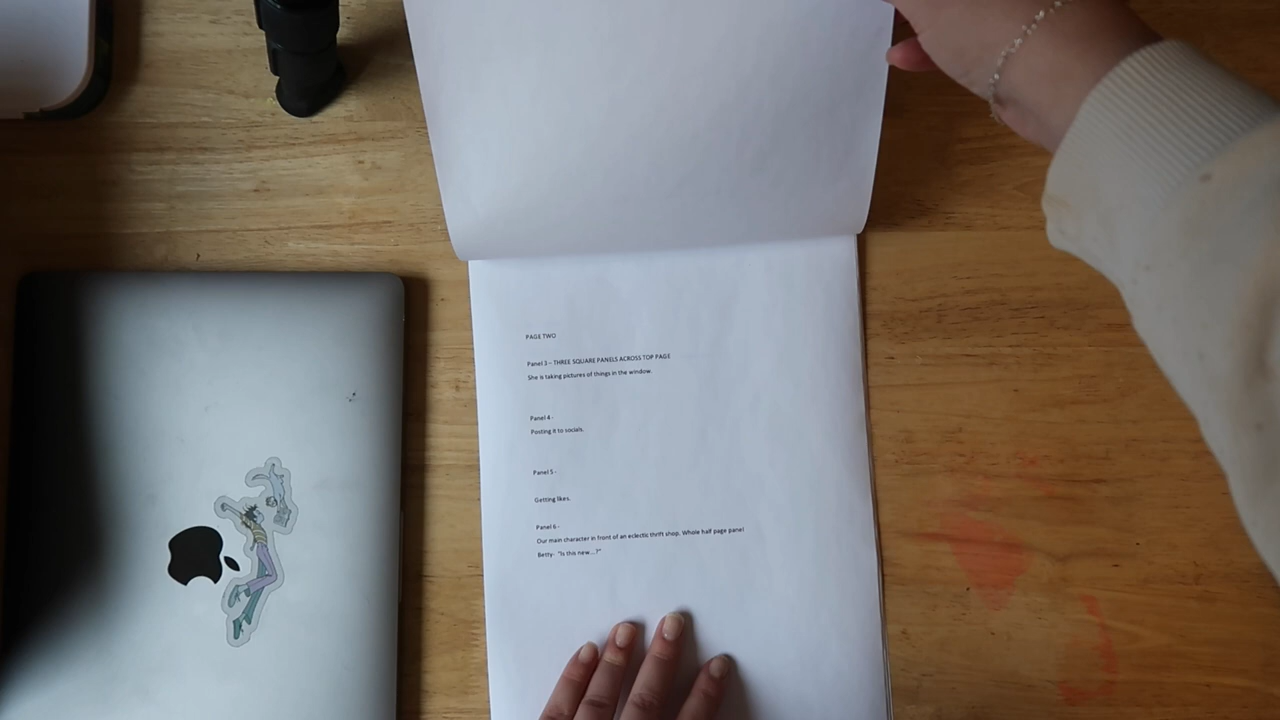 PAGE TWO
Panel 3 – THREE SQUARE PANELS ACROSS TOP PAGE
She is taking pictures of things in the window.
Panel 4 -
Posting it to socials.
Panel 5 -
Getting likes.
Panel 6 -
Our main character in front of an eclectic thrift shop. Whole half page panel
Betty- "Is this new...?"